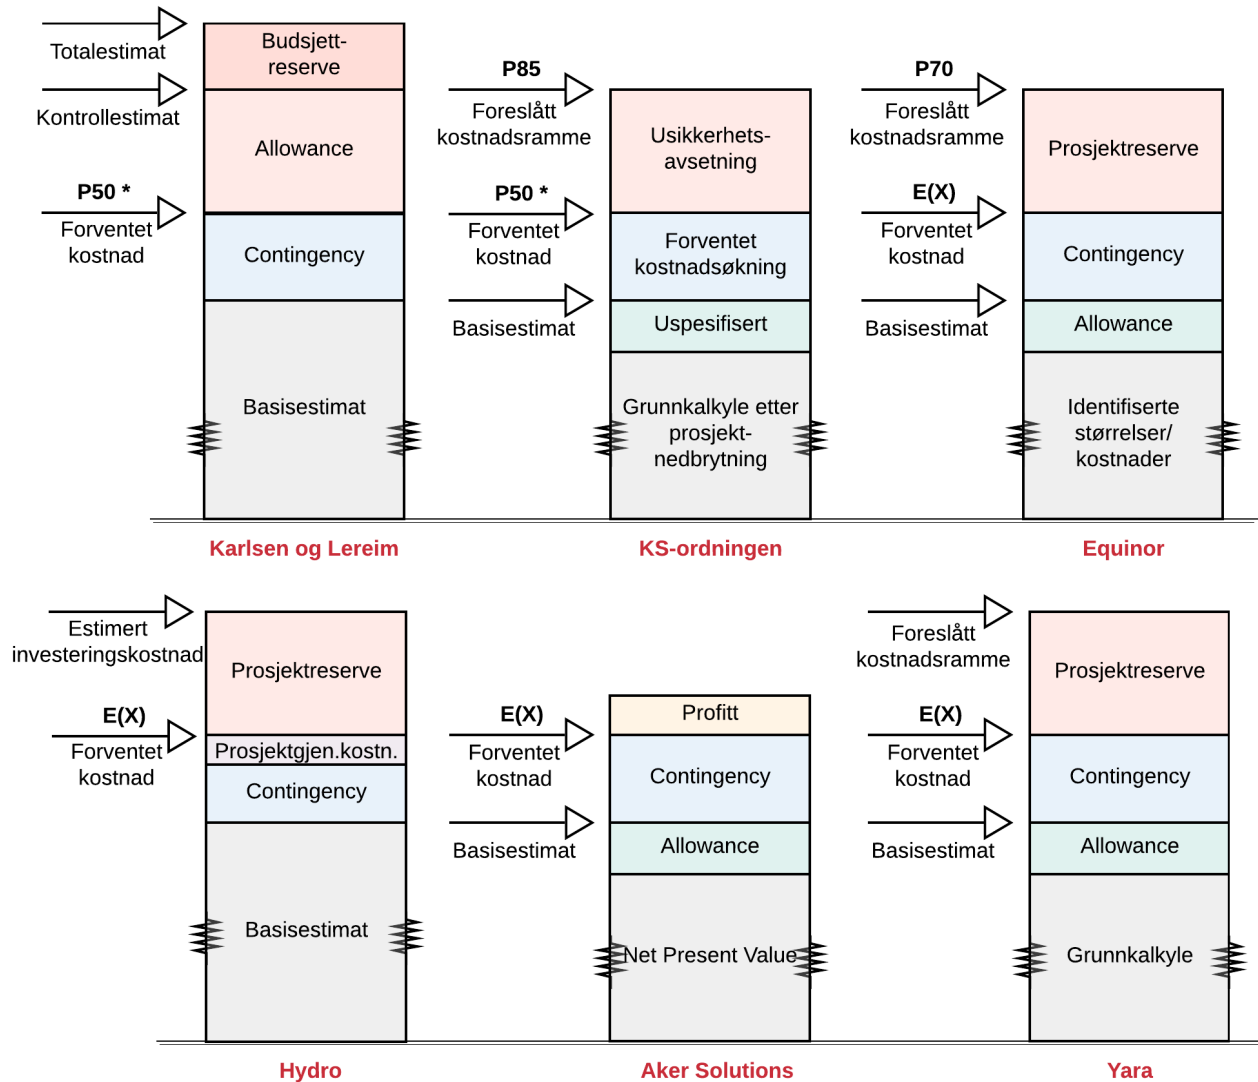 Totalestimat
Kontrollestimat
P50 *
Forventet
kostnad
Budsjett-
reserve
Allowance
Contingency
Basisestimat
Karlsen og Lereim
P85
Foreslått
kostnadsramme
P50 *
Forventet
kostnad
Basisestimat
Usikkerhets-
avsetning
Forventet
kostnadsøkning
Uspesifisert
Grunnkalkyle etter
prosjekt-
nedbrytning
KS-ordningen
P70
Foreslått
kostnadsramme
E(X)
Forventet
kostnad
Basisestimat
Prosjektreserve
Contingency
Allowance
Identifiserte
størrelser/
kostnader
Equinor
Estimert
investeringskostnad
E(X)
Forventet
kostnad
Prosjektreserve
Prosjektgjen.kostn.
Contingency
Basisestimat
Hydro
E(X)
Forventet
kostnad
Basisestimat
Profitt
Contingency
Allowance
Net Present Value
Aker Solutions
Foreslått
kostnadsramme
E(X)
Forventet
kostnad
Basisestimat
Prosjektreserve
Contingency
Allowance
Grunnkalkyle
Yara